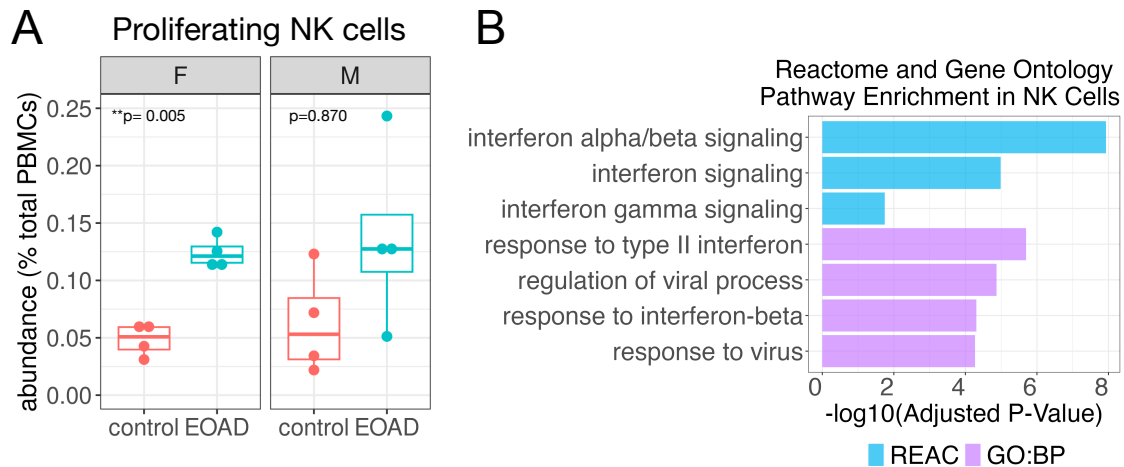 A
Proliferating NK cells
F
M
**p= 0.005
p=0.870
abundance (% total PBMCs)
0.25
0.20
0.15
0.10
0.05
0.00
control EOAD
control EOAD
B
Reactome and Gene Ontology
Pathway Enrichment in NK Cells
interferon alpha/beta signaling
interferon signaling
interferon gamma signaling
response to type II interferon
regulation of viral process
response to interferon-beta
response to virus
0 2 4 6 8
-log10(Adjusted P-Value)
REAC GO:BP